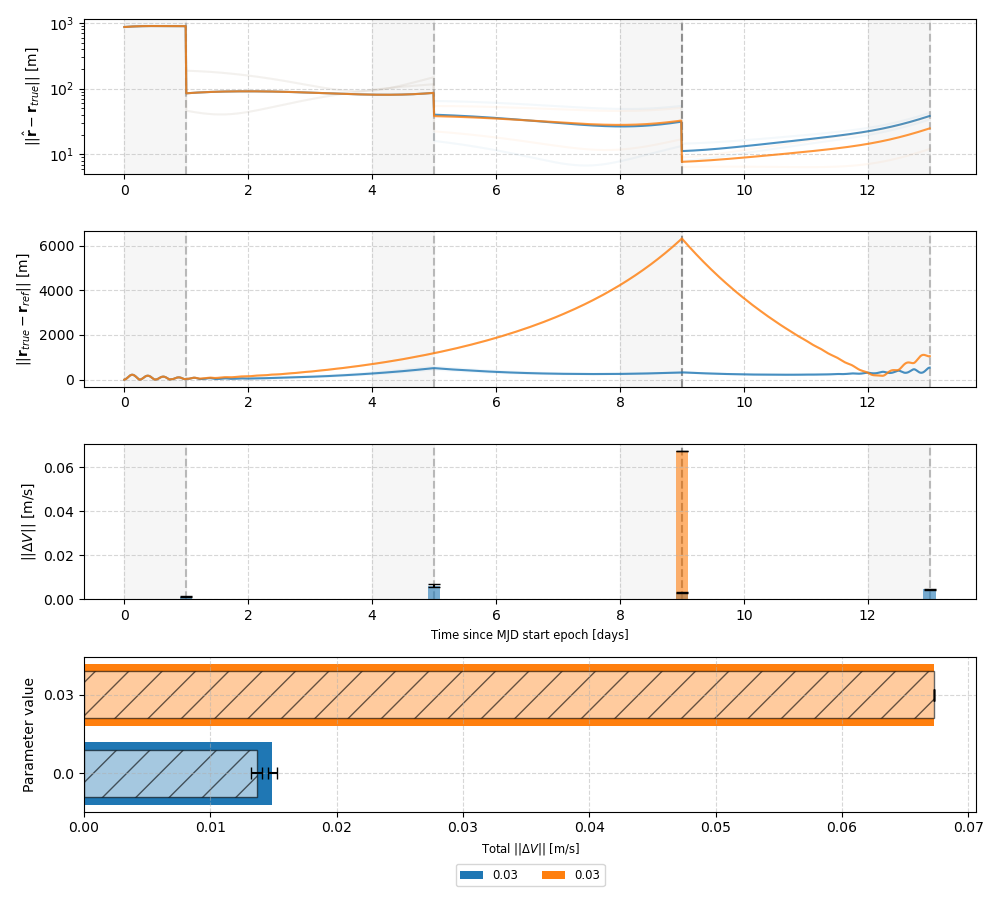 ||r̂ − r_true|| [m]
10³
10²
10¹
0 2 4 6 8 10 12
||r_true − r_ref|| [m]
6000
4000
2000
0
0 2 4 6 8 10 12
||ΔV|| [m/s]
0.06
0.04
0.02
0.00
0 2 4 6 8 10 12
Time since MJD start epoch [days]
Parameter value
0.03
0.0
0.00 0.01 0.02 0.03 0.04 0.05 0.06 0.07
Total ||ΔV|| [m/s]
0.03 0.03